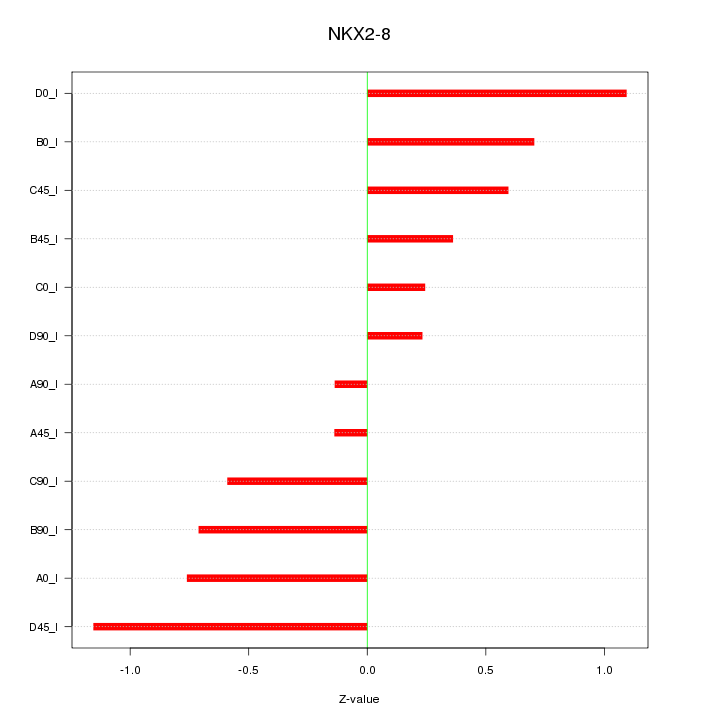 NKX2-8
D0_I
B0_I
C45_I
B45_I
C0_I
D90_I
A90_I
A45_I
C90_I
B90_I
A0_I
D45_I
-1.0 -0.5 0.0 0.5 1.0
Z-value